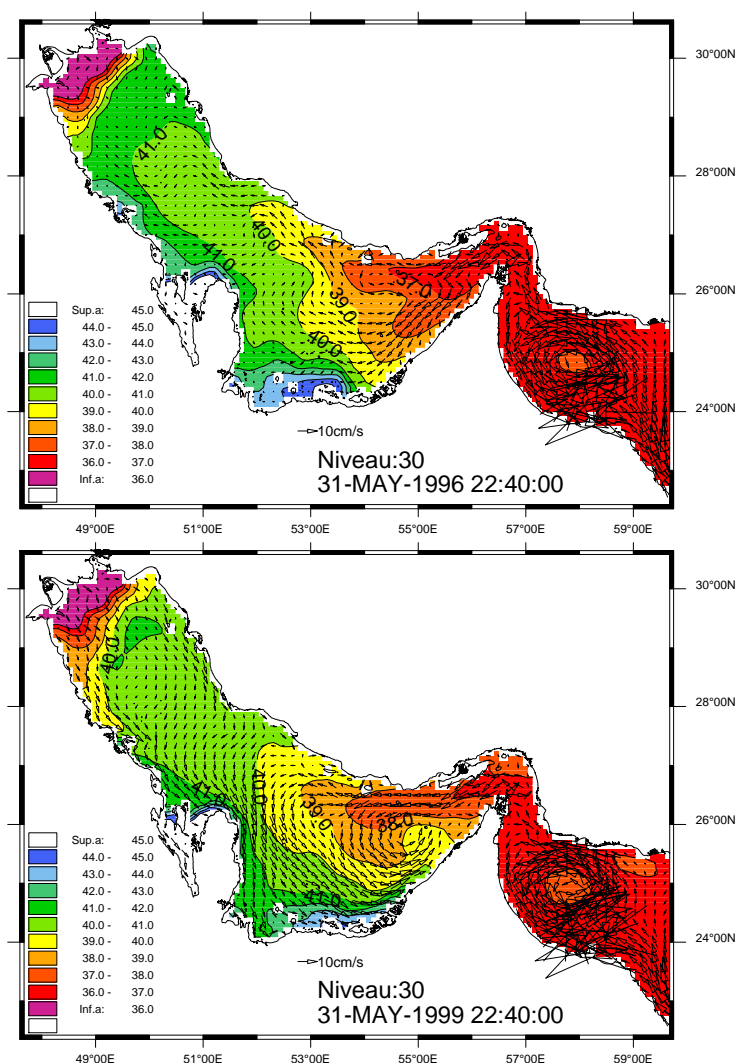 30°00N
28°00N
26°00N
24°00N
41.0
40.0
41.0
39.0
37.0
40.0
Sup.a: 45.0
44.0 - 45.0
43.0 - 44.0
42.0 - 43.0
41.0 - 42.0
40.0 - 41.0
39.0 - 40.0
38.0 - 39.0
37.0 - 38.0
36.0 - 37.0
Inf.a: 36.0
10cm/s
Niveau:30
31-MAY-1996 22:40:00
49°00E 51°00E 53°00E 55°00E 57°00E 59°00E
30°00N
28°00N
26°00N
24°00N
40.0
41.0
40.0
39.0
38.0
41.0
Sup.a: 45.0
44.0 - 45.0
43.0 - 44.0
42.0 - 43.0
41.0 - 42.0
40.0 - 41.0
39.0 - 40.0
38.0 - 39.0
37.0 - 38.0
36.0 - 37.0
Inf.a: 36.0
10cm/s
Niveau:30
31-MAY-1999 22:40:00
49°00E 51°00E 53°00E 55°00E 57°00E 59°00E